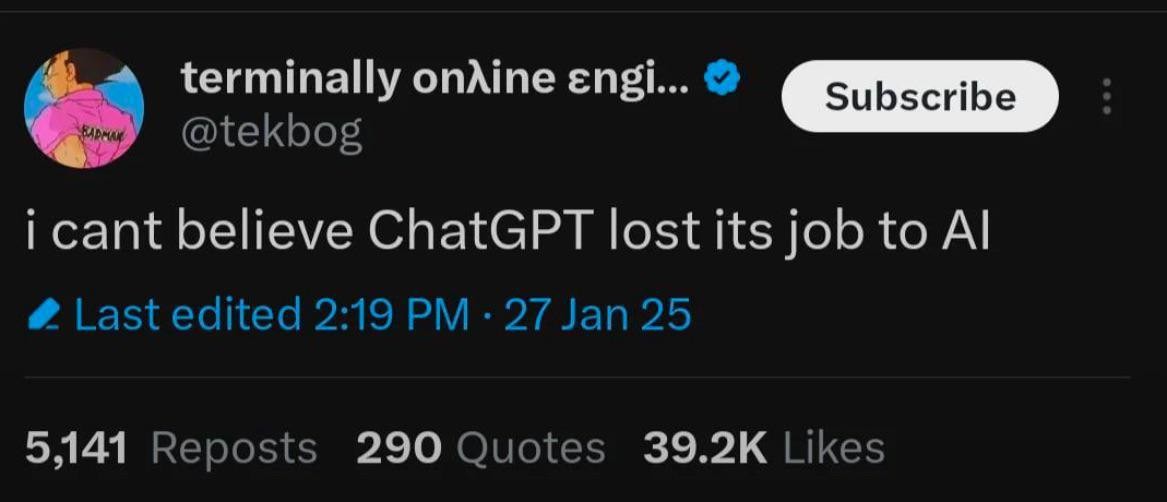 terminally onλine εngi...
Subscribe
@tekbog
i cant believe ChatGPT lost its job to AI
Last edited 2:19 PM · 27 Jan 25
5,141 Reposts 290 Quotes 39.2K Likes
BADMAN